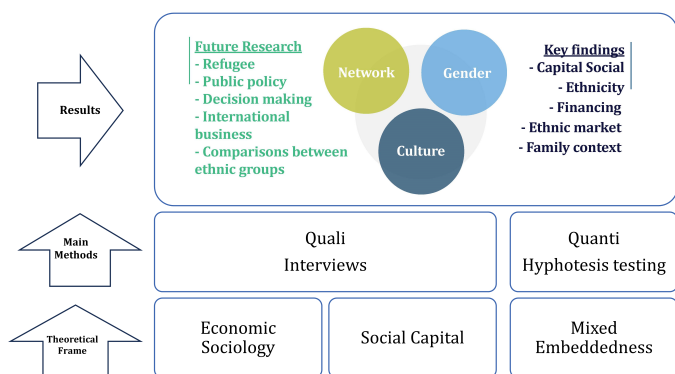 Results
Future Research
- Refugee
- Public policy
- Decision making
- International
business
- Comparisons between
ethnic groups
Network
Gender
Culture
Key findings
- Capital Social
- Ethnicity
- Financing
- Ethnic market
- Family context
Main
Methods
Quali
Interviews
Quanti
Hyphotesis testing
Theoretical
Frame
Economic
Sociology
Social Capital
Mixed
Embeddedness